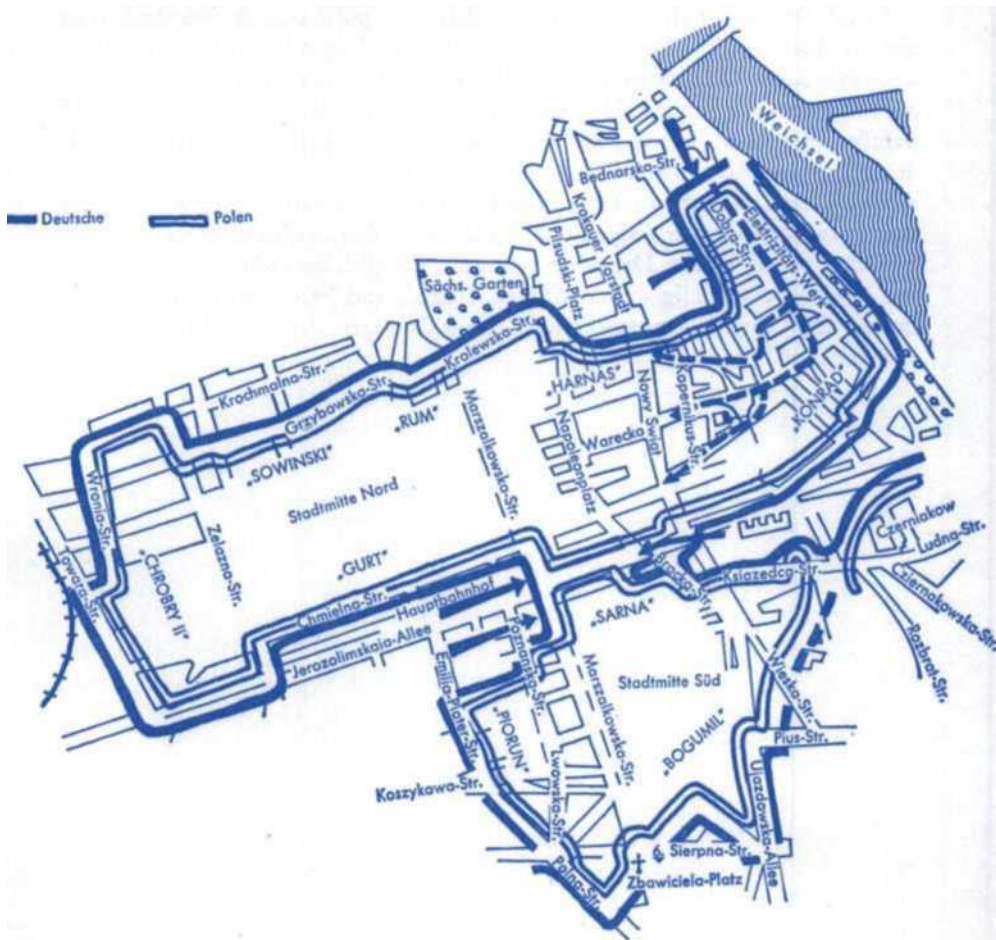 Weichsel
Bednarska-Str.
Krakauer Vorstadt
Pilsudski-Platz
Dobra-Str.
Elektrizitäts-Werk
Deutsche
Polen
Sächs. Garten
Krolewska-Str.
Krochmalna-Str.
Grzybowska-Str.
„HARNAS"
„RUM"
Marszalkowska-Str.
Nowy Swiat
Kopernikus-Str.
„KONRAD"
Warecka
Napoleonplatz
„SOWINSKI"
Stadtmitte Nord
Wronia-Str.
Zelazna-Str.
„CHROBRY II"
„GURT"
Chmielna-Str.
Hauptbahnhof
Jerozolimskaja-Allee
Towara-Str.
Bracka-Str.
Ksiazeca-Str.
Czerniakow
Ludna-Str.
Czerniakowska-Str.
Rozbrat-Str.
„SARNA"
Poznanska-Str.
Emilia-Plater-Str.
Marszalkowska-Str.
Stadtmitte Süd
„PIORUN"
„BOGUMIL"
Pius-Str.
Ujazdowska-Allee
Koszykowa-Str.
Lwowska-Str.
Polna-Str.
6. Sierpna-Str.
Zbawiciela-Platz